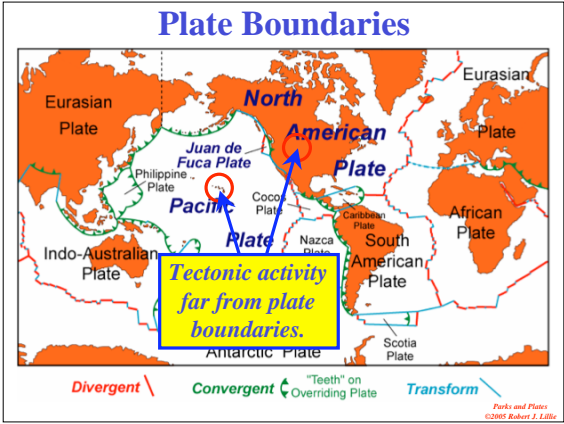 Plate Boundaries
Eurasian
Plate
North
American
Plate
Eurasian
Plate
Juan de
Fuca Plate
Philippine
Plate
Pacific
Plate
Cocos
Plate
Caribbean
Plate
African
Plate
Nazca
South
American
Plate
Indo-Australian
Plate
Tectonic activity
far from plate
boundaries.
Scotia
Plate
Antarctic Plate
Divergent
Convergent
"Teeth" on
Overriding Plate
Transform
Parks and Plates
©2005 Robert J. Lillie